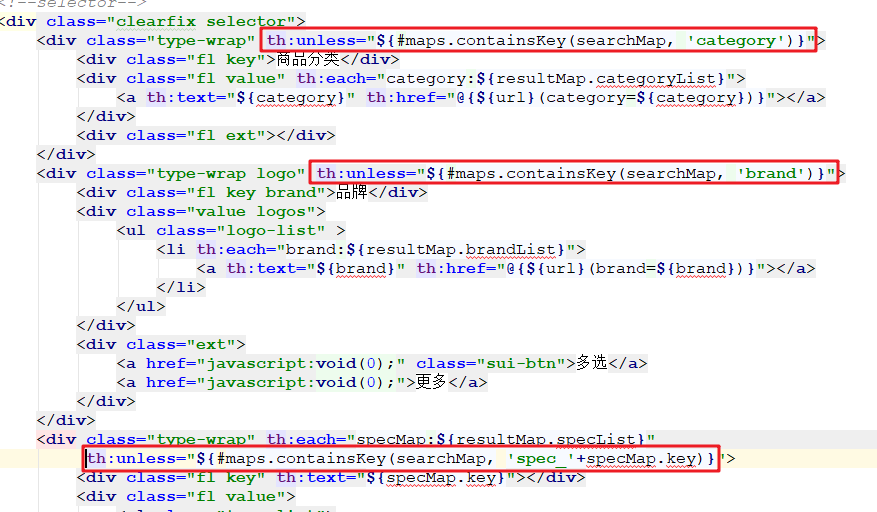 <!--selector-->
<div class="clearfix selector">
<div class="type-wrap" th:unless="${#maps.containsKey(searchMap, 'category')}">
<div class="fl key">商品分类</div>
<div class="fl value" th:each="category:${resultMap.categoryList}">
<a th:text="${category}" th:href="@{${url}(category=${category})}"></a>
</div>
<div class="fl ext"></div>
</div>
<div class="type-wrap logo" th:unless="${#maps.containsKey(searchMap, 'brand')}">
<div class="fl key brand">品牌</div>
<div class="value logos">
<ul class="logo-list" >
<li th:each="brand:${resultMap.brandList}">
<a th:text="${brand}" th:href="@{${url}(brand=${brand})}"></a>
</li>
</ul>
</div>
<div class="ext">
<a href="javascript:void(0);" class="sui-btn">多选</a>
<a href="javascript:void(0);">更多</a>
</div>
</div>
<div class="type-wrap" th:each="specMap:${resultMap.specList}"
th:unless="${#maps.containsKey(searchMap, 'spec_'+specMap.key)}">
<div class="fl key" th:text="${specMap.key}"></div>
<div class="fl value">